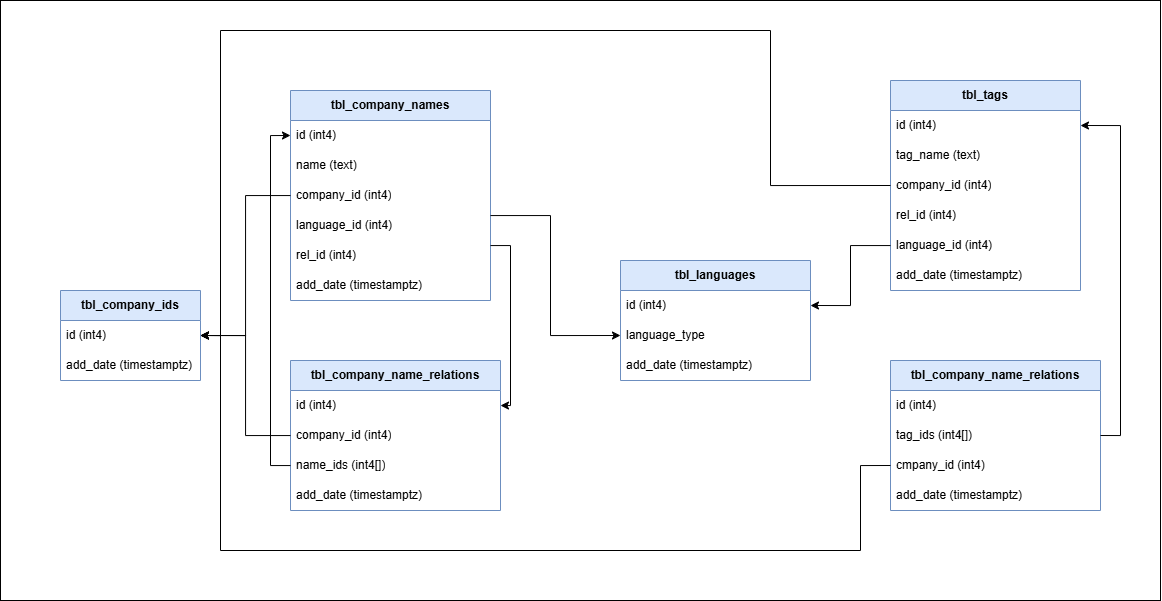 tbl_company_names
id (int4)
name (text)
company_id (int4)
language_id (int4)
rel_id (int4)
add_date (timestamptz)
tbl_tags
id (int4)
tag_name (text)
company_id (int4)
rel_id (int4)
language_id (int4)
add_date (timestamptz)
tbl_languages
id (int4)
language_type
add_date (timestamptz)
tbl_company_ids
id (int4)
add_date (timestamptz)
tbl_company_name_relations
id (int4)
company_id (int4)
name_ids (int4[])
add_date (timestamptz)
tbl_company_name_relations
id (int4)
tag_ids (int4[])
cmpany_id (int4)
add_date (timestamptz)